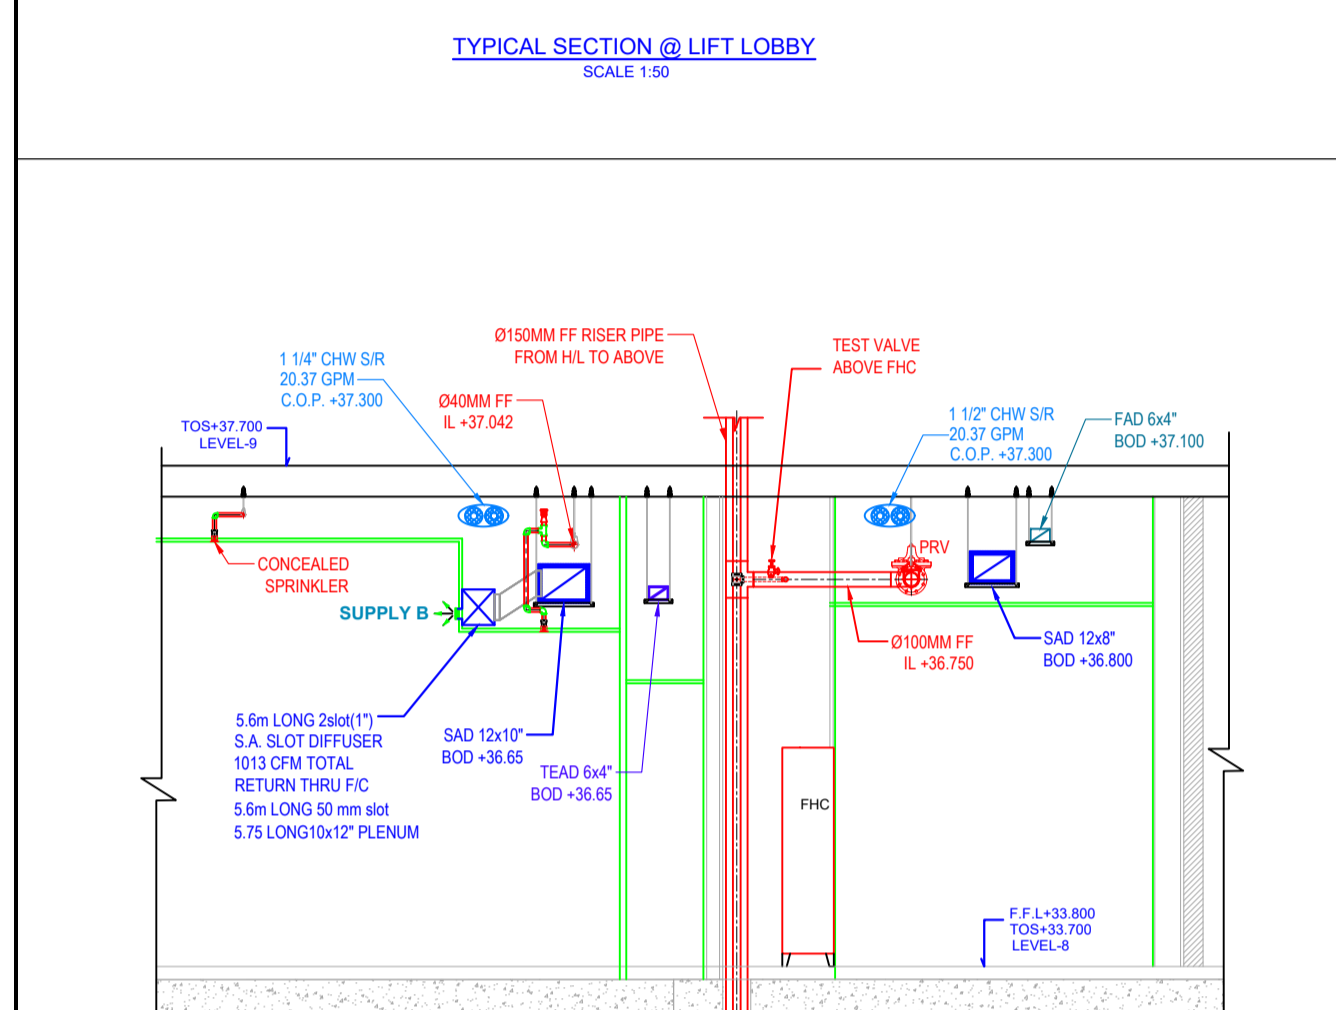 TYPICAL SECTION @ LIFT LOBBY
SCALE 1:50
Ø150MM FF RISER PIPE
FROM H/L TO ABOVE
TEST VALVE
ABOVE FHC
1 1/4" CHW S/R
20.37 GPM
C.O.P. +37.300
Ø40MM FF
IL +37.042
1 1/2" CHW S/R
20.37 GPM
C.O.P. +37.300
FAD 6x4"
BOD +37.100
TOS+37.700
LEVEL-9
PRV
CONCEALED
SPRINKLER
SUPPLY B
Ø100MM FF
IL +36.750
SAD 12x8"
BOD +36.800
5.6m LONG 2slot(1")
S.A. SLOT DIFFUSER
1013 CFM TOTAL
RETURN THRU F/C
5.6m LONG 50 mm slot
5.75 LONG10x12" PLENUM
SAD 12x10"
BOD +36.65
TEAD 6x4"
BOD +36.65
FHC
F.F.L+33.800
TOS+33.700
LEVEL-8